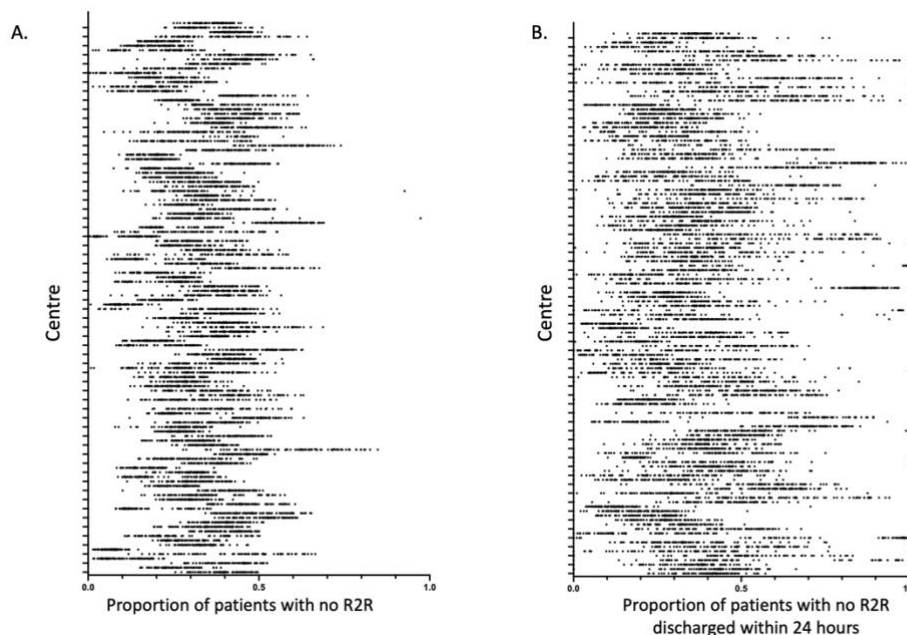 A.
Centre
0.0 0.5 1.0
Proportion of patients with no R2R
B.
Centre
0.0 0.5
Proportion of patients with no R2R
discharged within 24 hours